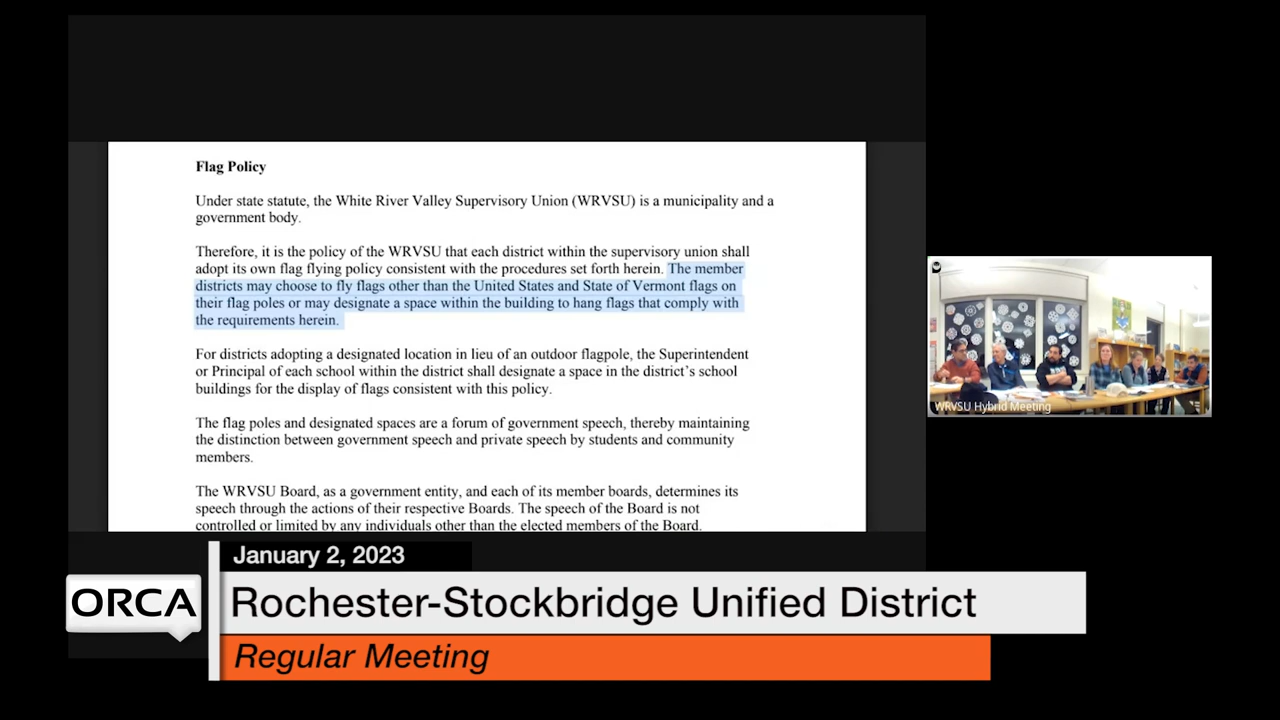 Flag Policy
Under state statute, the White River Valley Supervisory Union (WRVSU) is a municipality and a
government body.
Therefore, it is the policy of the WRVSU that each district within the supervisory union shall
adopt its own flag flying policy consistent with the procedures set forth herein. The member
districts may choose to fly flags other than the United States and State of Vermont flags on
their flag poles or may designate a space within the building to hang flags that comply with
the requirements herein.
For districts adopting a designated location in lieu of an outdoor flagpole, the Superintendent
or Principal of each school within the district shall designate a space in the district's school
buildings for the display of flags consistent with this policy.
The flag poles and designated spaces are a forum of government speech, thereby maintaining
the distinction between government speech and private speech by students and community
members.
The WRVSU Board, as a government entity, and each of its member boards, determines its
speech through the actions of their respective Boards. The speech of the Board is not
controlled or limited by any individuals other than the elected members of the Board.
WRVSU Hybrid Meeting
January 2, 2023
ORCA
Rochester-Stockbridge Unified District
Regular Meeting